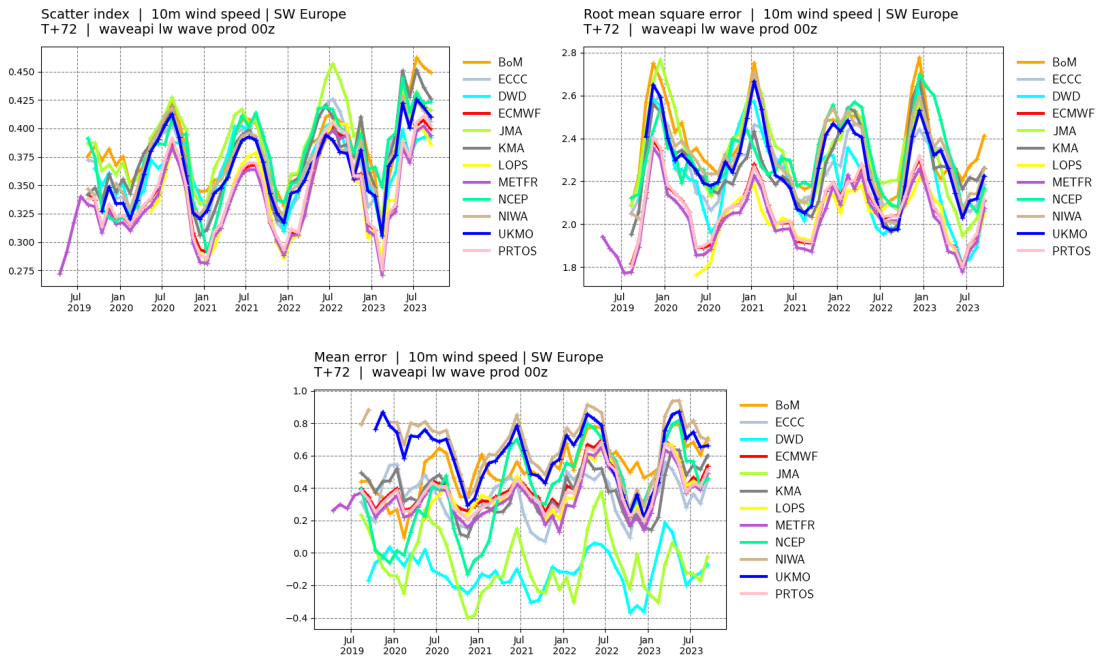 Scatter index | 10m wind speed | SW Europe
T+72 | waveapi lw wave prod 00z
0.450
0.425
0.400
0.375
0.350
0.325
0.300
0.275
Jul 2019
Jan 2020
Jul 2020
Jan 2021
Jul 2021
Jan 2022
Jul 2022
Jan 2023
Jul 2023
BoM
ECCC
DWD
ECMWF
JMA
KMA
LOPS
METFR
NCEP
NIWA
UKMO
PRTOS
Root mean square error | 10m wind speed | SW Europe
T+72 | waveapi lw wave prod 00z
2.8
2.6
2.4
2.2
2.0
1.8
Jul 2019
Jan 2020
Jul 2020
Jan 2021
Jul 2021
Jan 2022
Jul 2022
Jan 2023
Jul 2023
BoM
ECCC
DWD
ECMWF
JMA
KMA
LOPS
METFR
NCEP
NIWA
UKMO
PRTOS
Mean error | 10m wind speed | SW Europe
T+72 | waveapi lw wave prod 00z
1.0
0.8
0.6
0.4
0.2
0.0
−0.2
−0.4
Jul 2019
Jan 2020
Jul 2020
Jan 2021
Jul 2021
Jan 2022
Jul 2022
Jan 2023
Jul 2023
BoM
ECCC
DWD
ECMWF
JMA
KMA
LOPS
METFR
NCEP
NIWA
UKMO
PRTOS